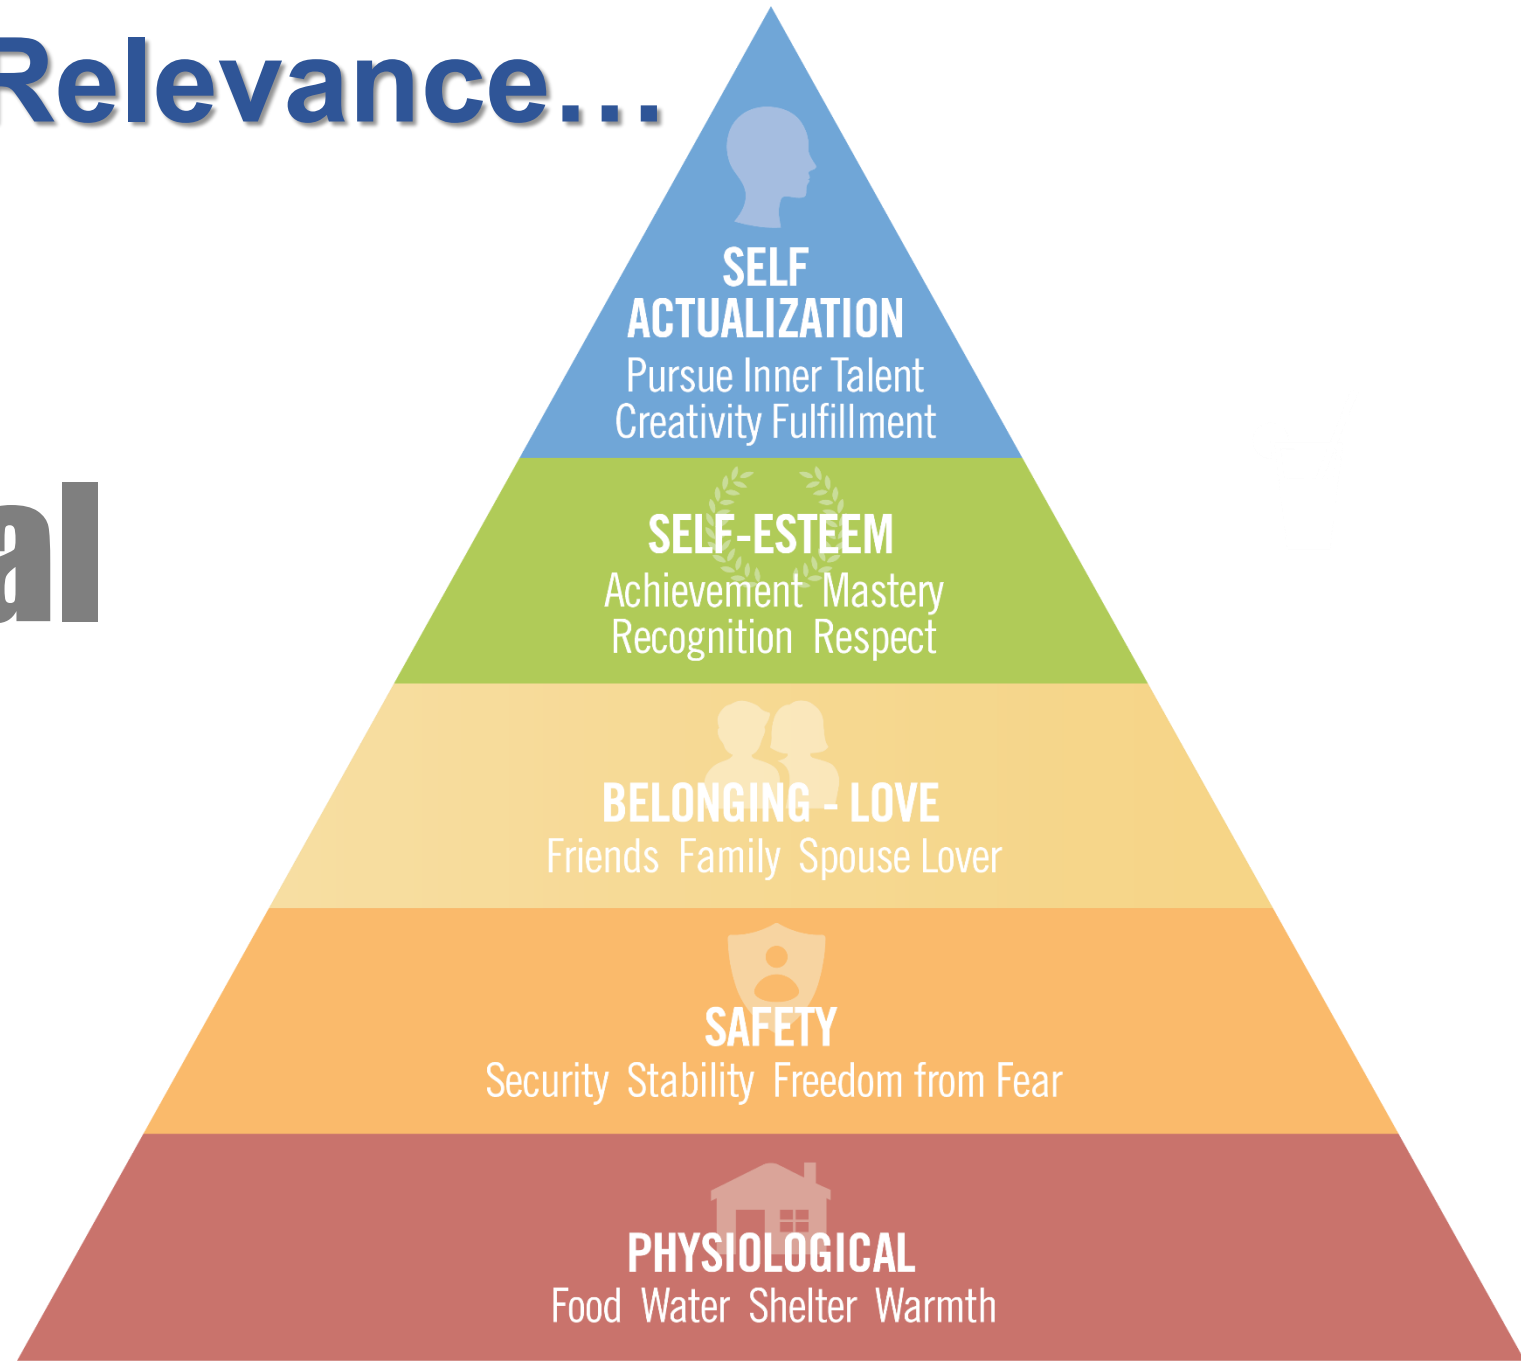 Relevance...
SELF
ACTUALIZATION
Pursue Inner Talent
Creativity Fulfillment
al
SELF-ESTEEM
Achievement Mastery
Recognition Respect
BELONGING - LOVE
Friends Family Spouse Lover
SAFETY
Security Stability Freedom from Fear
PHYSIOLOGICAL
Food Water Shelter Warmth